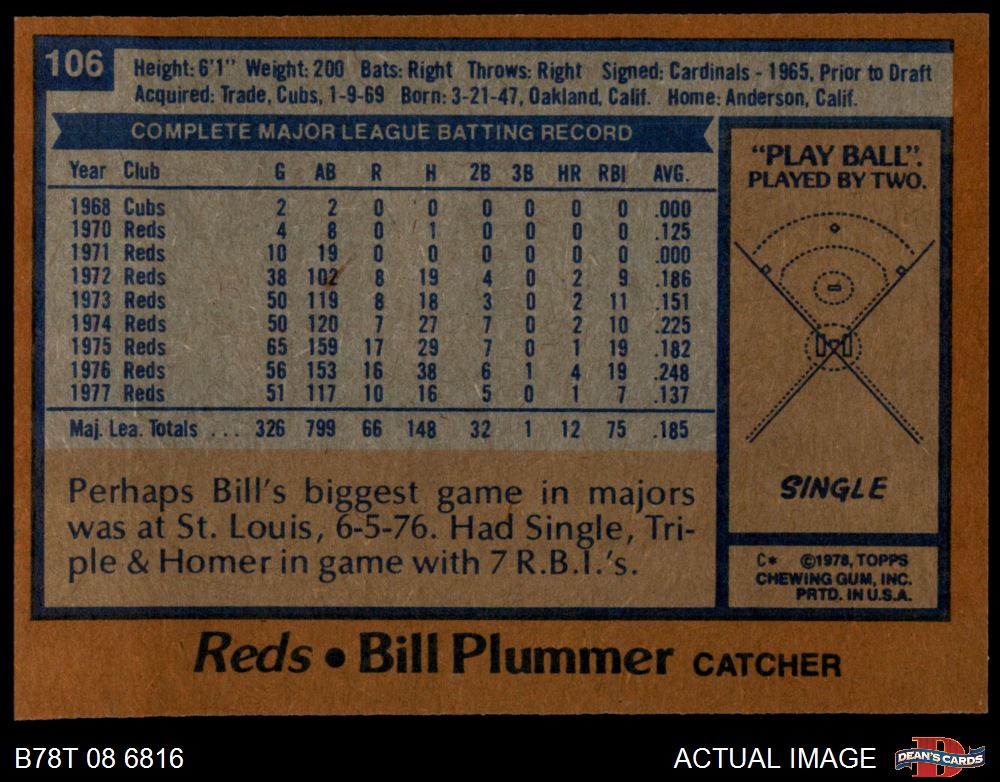 106
Height: 6'1" Weight: 200 Bats: Right Throws: Right Signed: Cardinals - 1965, Prior to Draft
Acquired: Trade, Cubs, 1-9-69 Born: 3-21-47, Oakland, Calif. Home: Anderson, Calif.
COMPLETE MAJOR LEAGUE BATTING RECORD
Year Club G AB R H 2B 3B HR RBI AVG.
1968 Cubs 2 2 0 0 0 0 0 0 .000
1970 Reds 4 8 0 1 0 0 0 0 .125
1971 Reds 10 19 0 0 0 0 0 0 .000
1972 Reds 38 102 8 19 4 0 2 9 .186
1973 Reds 50 119 8 18 3 0 2 11 .151
1974 Reds 50 120 7 27 7 0 2 10 .225
1975 Reds 65 159 17 29 7 0 1 19 .182
1976 Reds 56 153 16 38 6 1 4 19 .248
1977 Reds 51 117 10 16 5 0 1 7 .137
Maj. Lea. Totals ... 326 799 66 148 32 1 12 75 .185
Perhaps Bill's biggest game in majors
was at St. Louis, 6-5-76. Had Single, Tri-
ple & Homer in game with 7 R.B.I.'s.
"PLAY BALL".
PLAYED BY TWO.
SINGLE
C* ©1978, TOPPS
CHEWING GUM, INC.
PRTD. IN U.S.A.
Reds • Bill Plummer CATCHER
B78T 08 6816
ACTUAL IMAGE
D
DEAN'S CARDS